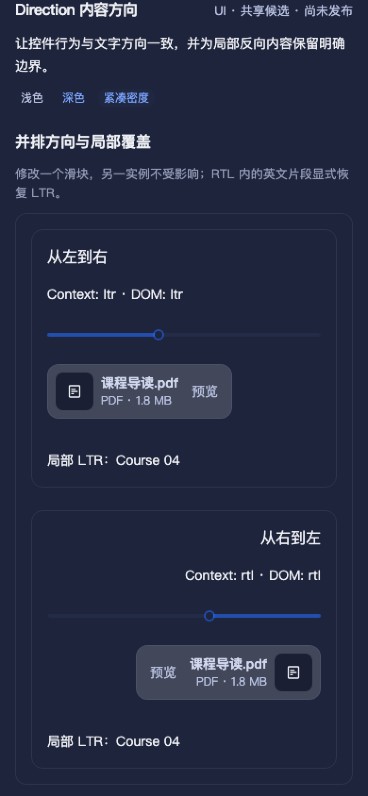 Direction 内容方向
UI · 共享候选 · 尚未发布
让控件行为与文字方向一致，并为局部反向内容保留明确
边界。
浅色 深色 紧凑密度
并排方向与局部覆盖
修改一个滑块，另一实例不受影响；RTL 内的英文片段显式恢
复 LTR。
从左到右
Context: ltr · DOM: ltr
课程导读.pdf
PDF · 1.8 MB
预览
局部 LTR：Course 04
从右到左
Context: rtl · DOM: rtl
预览
课程导读.pdf
PDF · 1.8 MB
局部 LTR：Course 04